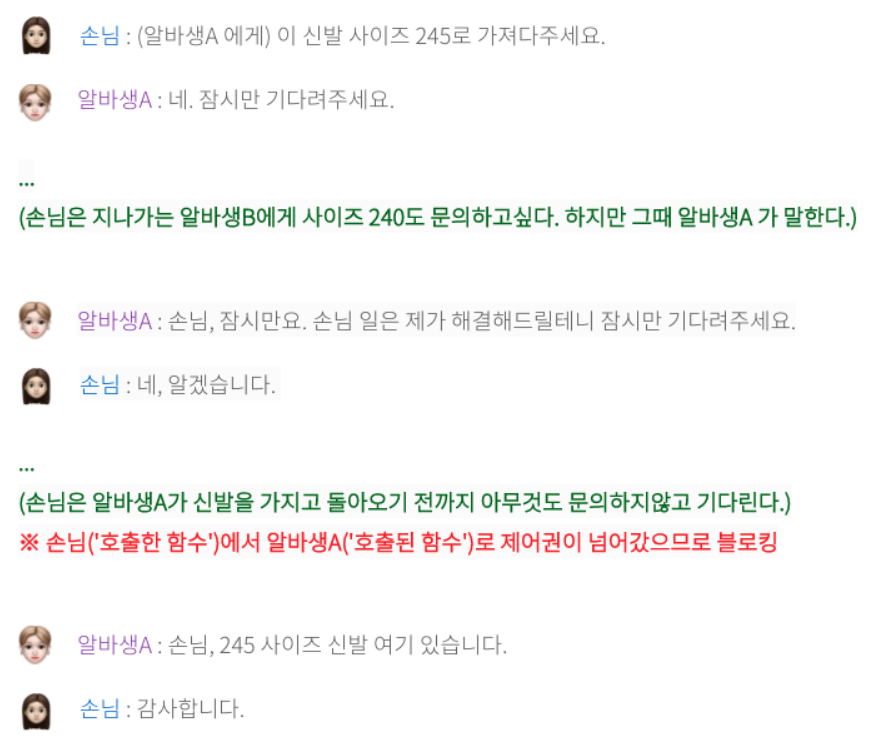 손님 : (알바생A 에게) 이 신발 사이즈 245로 가져다주세요.
알바생A : 네. 잠시만 기다려주세요.
...
(손님은 지나가는 알바생B에게 사이즈 240도 문의하고싶다. 하지만 그때 알바생A 가 말한다.)
알바생A : 손님, 잠시만요. 손님 일은 제가 해결해드릴테니 잠시만 기다려주세요.
손님 : 네, 알겠습니다.
...
(손님은 알바생A가 신발을 가지고 돌아오기 전까지 아무것도 문의하지않고 기다린다.)
※ 손님('호출한 함수')에서 알바생A('호출된 함수')로 제어권이 넘어갔으므로 블로킹
알바생A : 손님, 245 사이즈 신발 여기 있습니다.
손님 : 감사합니다.